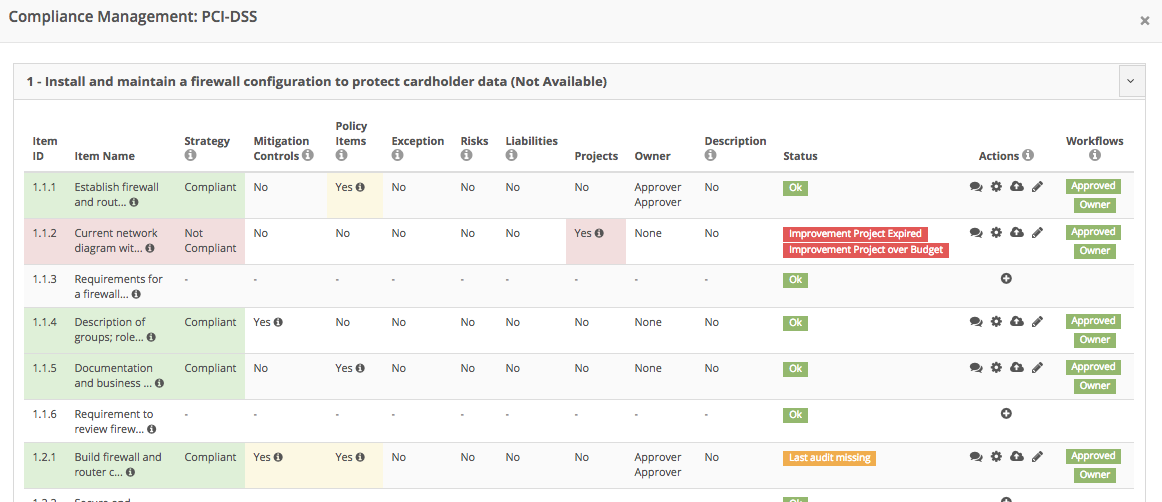 Compliance Management: PCI-DSS
×
1 - Install and maintain a firewall configuration to protect cardholder data (Not Available)
Item ID Item Name Strategy Mitigation Controls Policy Items Exception Risks Liabilities Projects Owner Description Status Actions Workflows
1.1.1 Establish firewall Compliant No Yes No No No No Approver No Ok Approved
and rout... Approver Owner
1.1.2 Current network Not No No No No No Yes None No Improvement Project Expired Approved
diagram wit... Compliant Improvement Project over Budget Owner
1.1.3 Requirements for - - - - - - - - - Ok
a firewall...
1.1.4 Description of Compliant Yes No No No No No None No Ok Approved
groups; role... Owner
1.1.5 Documentation Compliant No Yes No No No No None No Ok Approved
and business ... Owner
1.1.6 Requirement to - - - - - - - - - Ok
review firew...
1.2.1 Build firewall and Compliant Yes Yes No No No No Approver No Last audit missing Approved
router c... Approver Owner